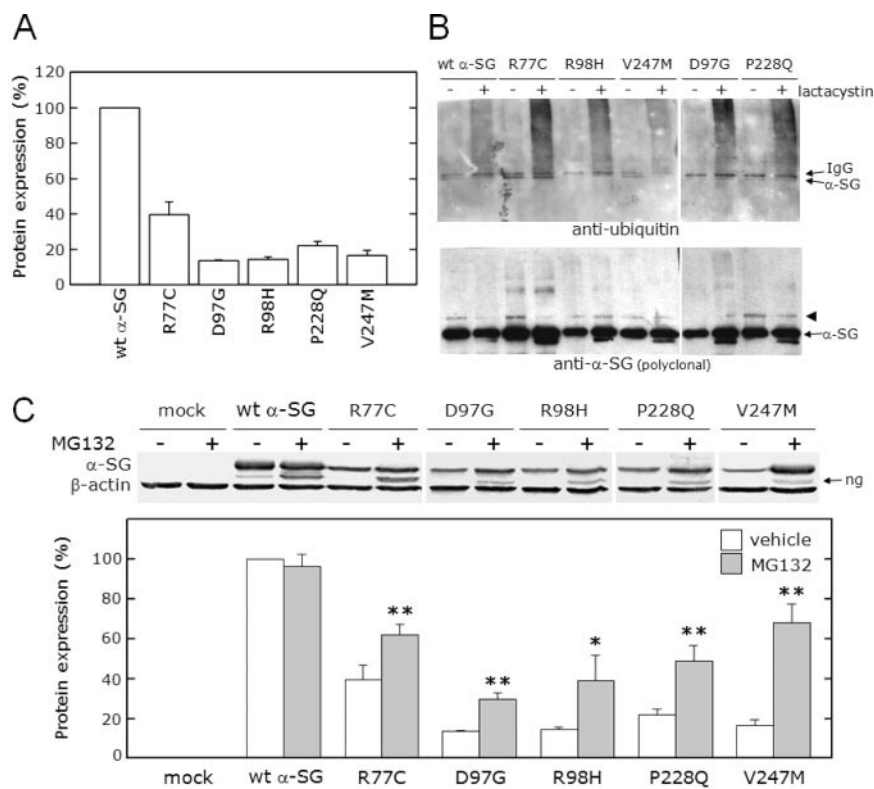 A
Protein expression (%)
120
100
80
60
40
20
0
wt α-SG
R77C
D97G
R98H
P228Q
V247M
B
wt α-SG R77C R98H V247M D97G P228Q
- + - + - + - + - + - + lactacystin
IgG
α-SG
anti-ubiquitin
α-SG
anti-α-SG (polyclonal)
C
mock wt α-SG R77C D97G R98H P228Q V247M
MG132 - + - + - + - + - + - + - +
α-SG
β-actin
ng
Protein expression (%)
100
80
60
40
20
0
vehicle
MG132
** ** * ** **
mock wt α-SG R77C D97G R98H P228Q V247M